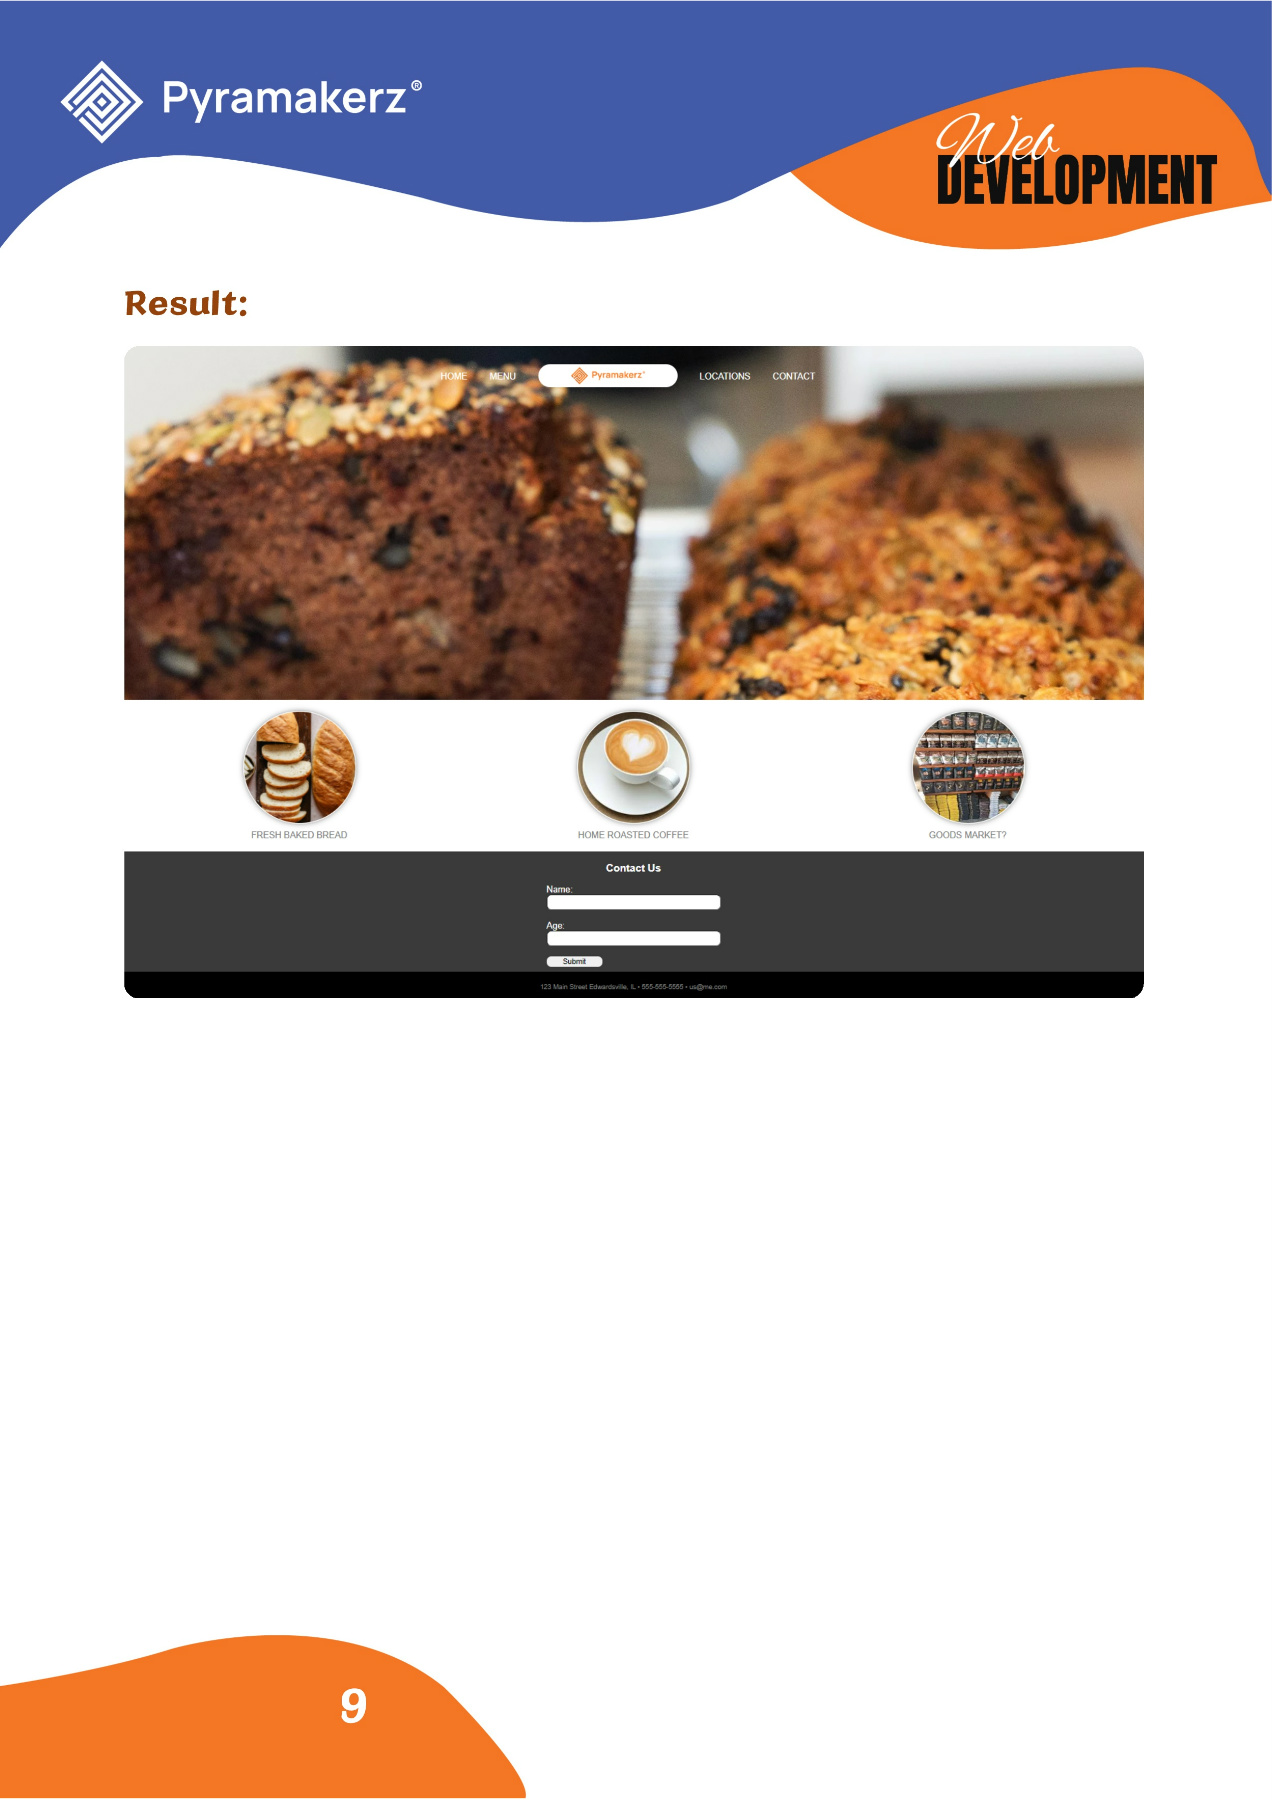 Pyramakerz®
Web
DEVELOPMENT
Result:
HOME MENU Pyramakerz® LOCATIONS CONTACT
FRESH BAKED BREAD HOME ROASTED COFFEE GOODS MARKET?
Contact Us
Name:
Age:
Submit
123 Main Street Edwardsville, IL • 555-555-5555 • us@me.com
9